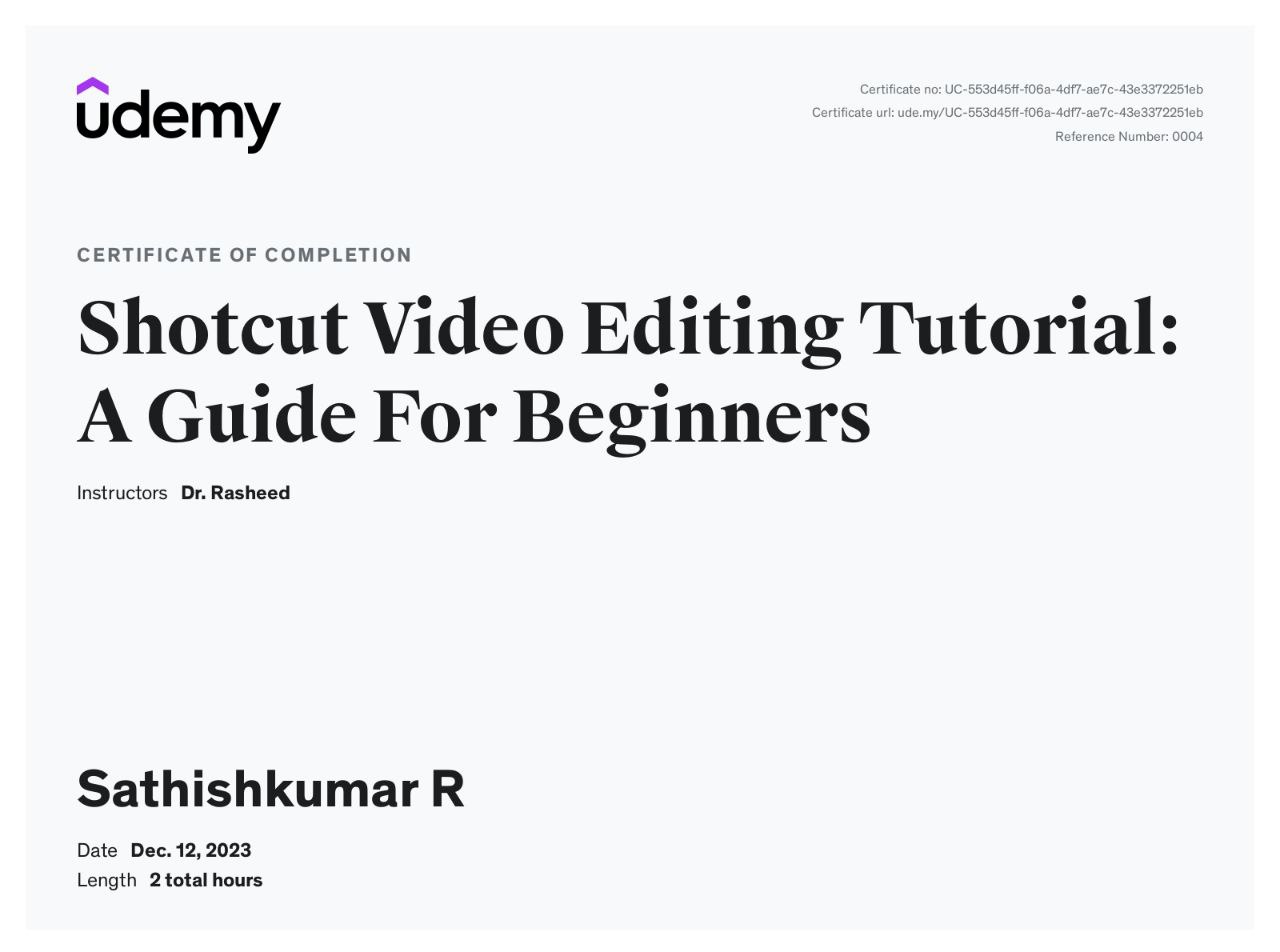 udemy
Certificate no: UC-553d45ff-f06a-4df7-ae7c-43e3372251eb
Certificate url: ude.my/UC-553d45ff-f06a-4df7-ae7c-43e3372251eb
Reference Number: 0004
CERTIFICATE OF COMPLETION
Shotcut Video Editing Tutorial:
A Guide For Beginners
Instructors Dr. Rasheed
Sathishkumar R
Date Dec. 12, 2023
Length 2 total hours